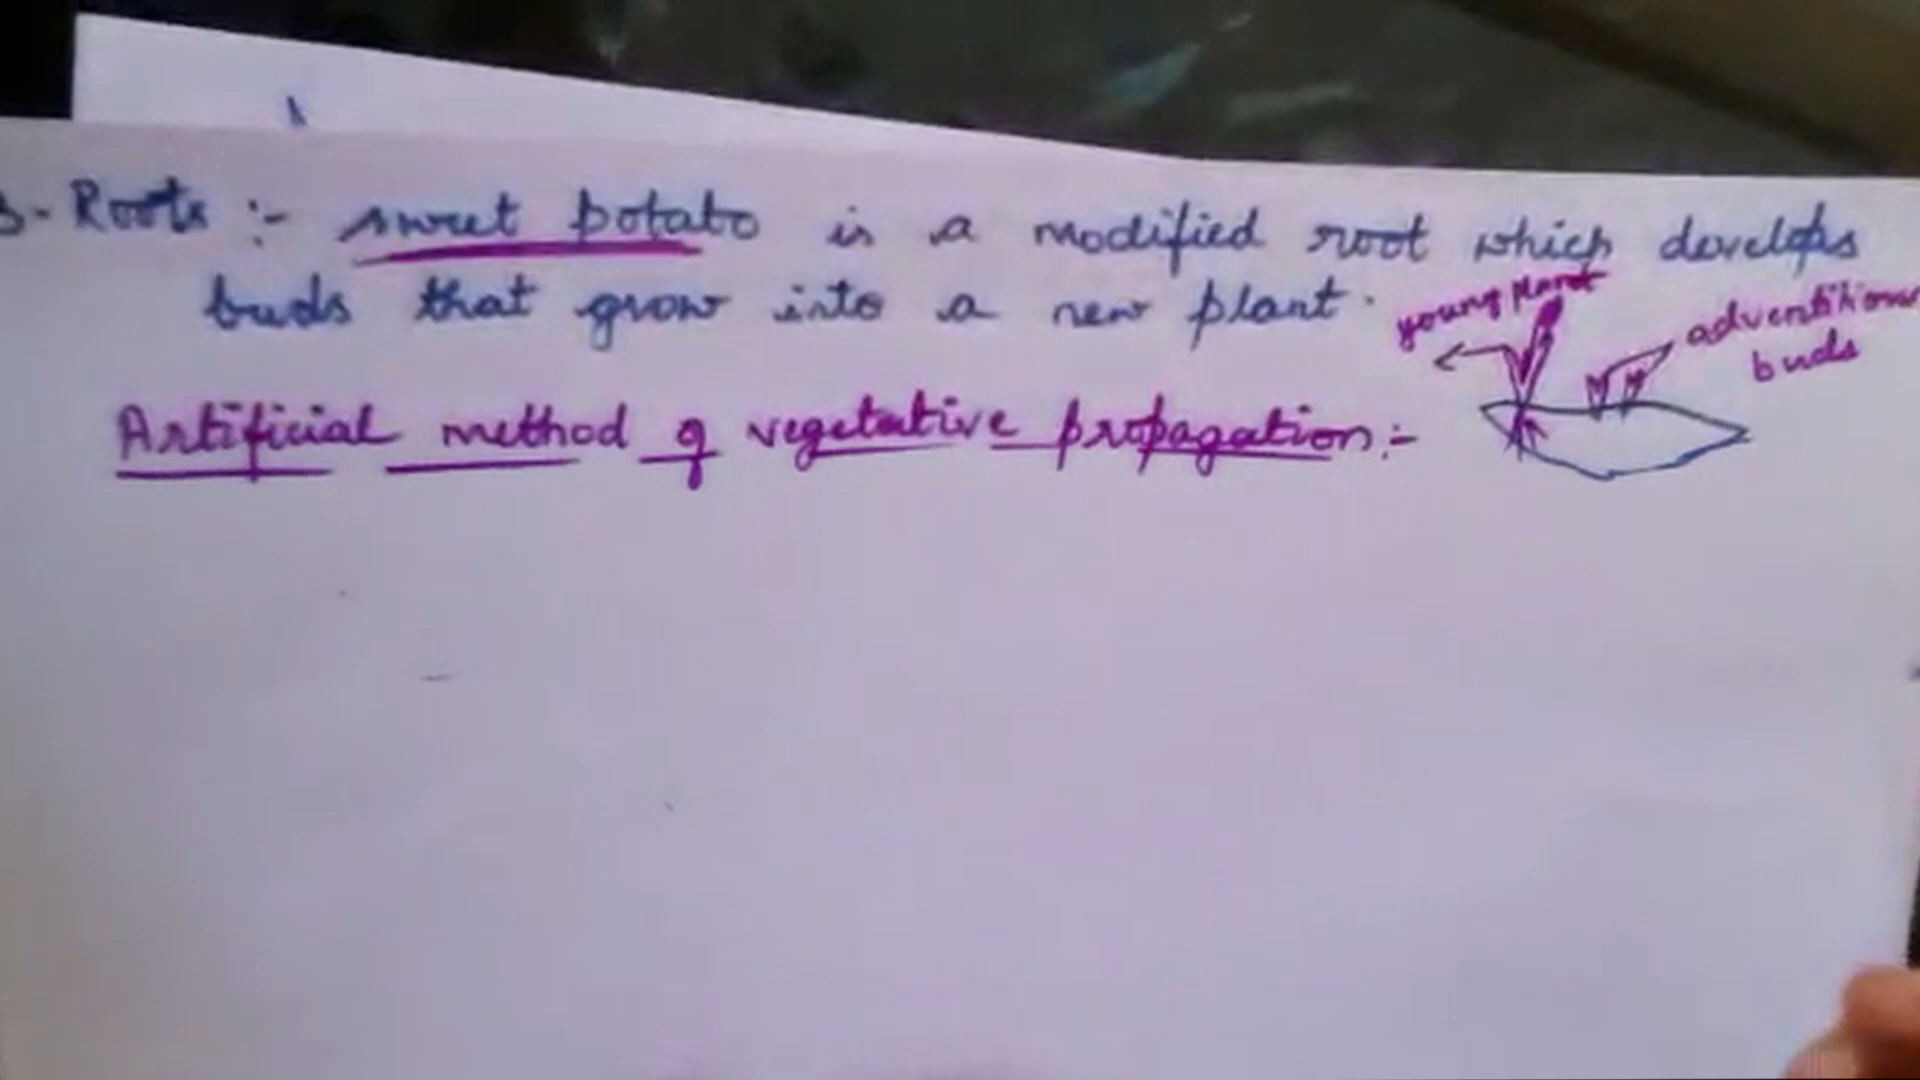 3. Roots :- sweet potato is a modified root which develops
buds that grow into a new plant.
young plant
adventitious
buds
Artificial method of vegetative propagation :-